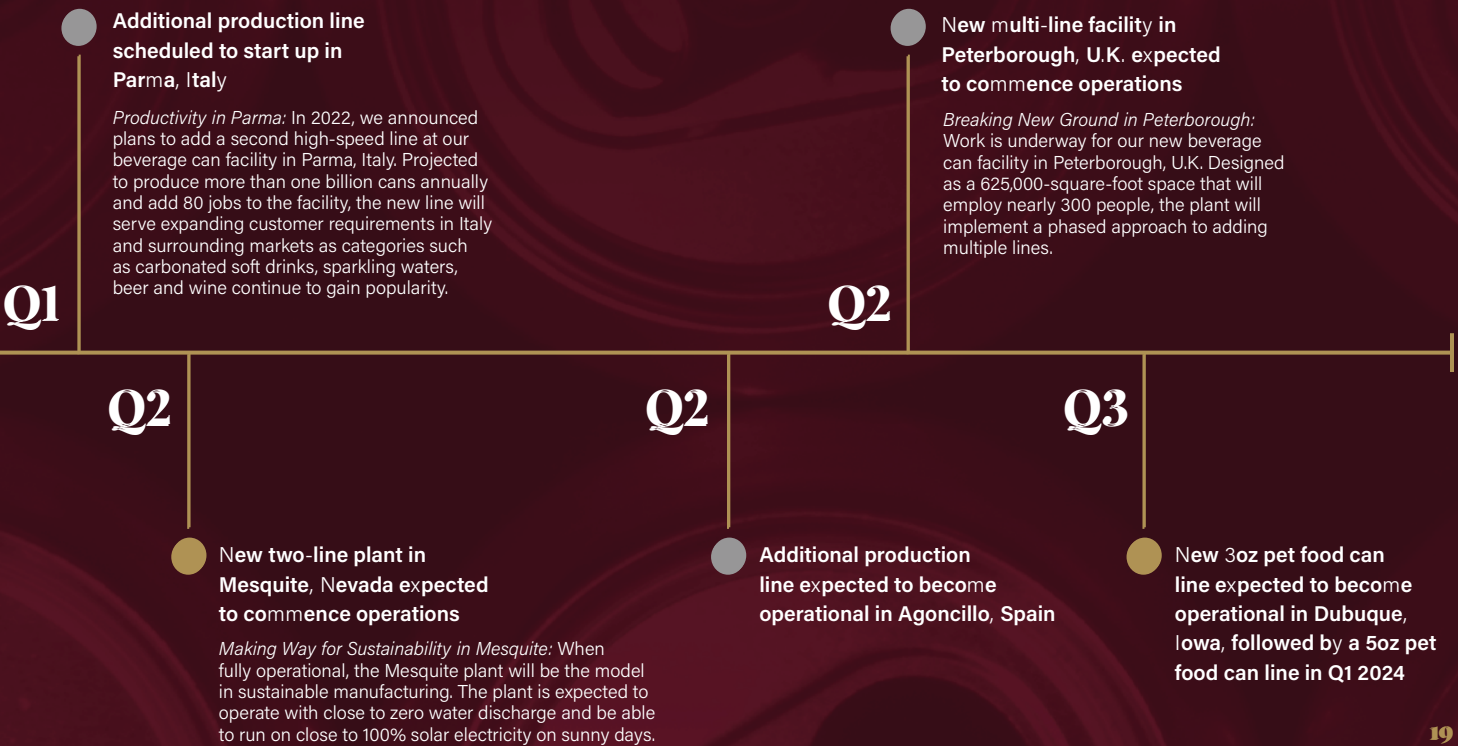 Additional production line
scheduled to start up in
Parma, Italy
Productivity in Parma: In 2022, we announced
plans to add a second high-speed line at our
beverage can facility in Parma, Italy. Projected
to produce more than one billion cans annually
and add 80 jobs to the facility, the new line will
serve expanding customer requirements in Italy
and surrounding markets as categories such
as carbonated soft drinks, sparkling waters,
beer and wine continue to gain popularity.
Q1
New multi-line facility in
Peterborough, U.K. expected
to commence operations
Breaking New Ground in Peterborough:
Work is underway for our new beverage
can facility in Peterborough, U.K. Designed
as a 625,000-square-foot space that will
employ nearly 300 people, the plant will
implement a phased approach to adding
multiple lines.
Q2
Q2
New two-line plant in
Mesquite, Nevada expected
to commence operations
Making Way for Sustainability in Mesquite: When
fully operational, the Mesquite plant will be the model
in sustainable manufacturing. The plant is expected to
operate with close to zero water discharge and be able
to run on close to 100% solar electricity on sunny days.
Q2
Additional production
line expected to become
operational in Agoncillo, Spain
Q3
New 3oz pet food can
line expected to become
operational in Dubuque,
Iowa, followed by a 5oz pet
food can line in Q1 2024
19